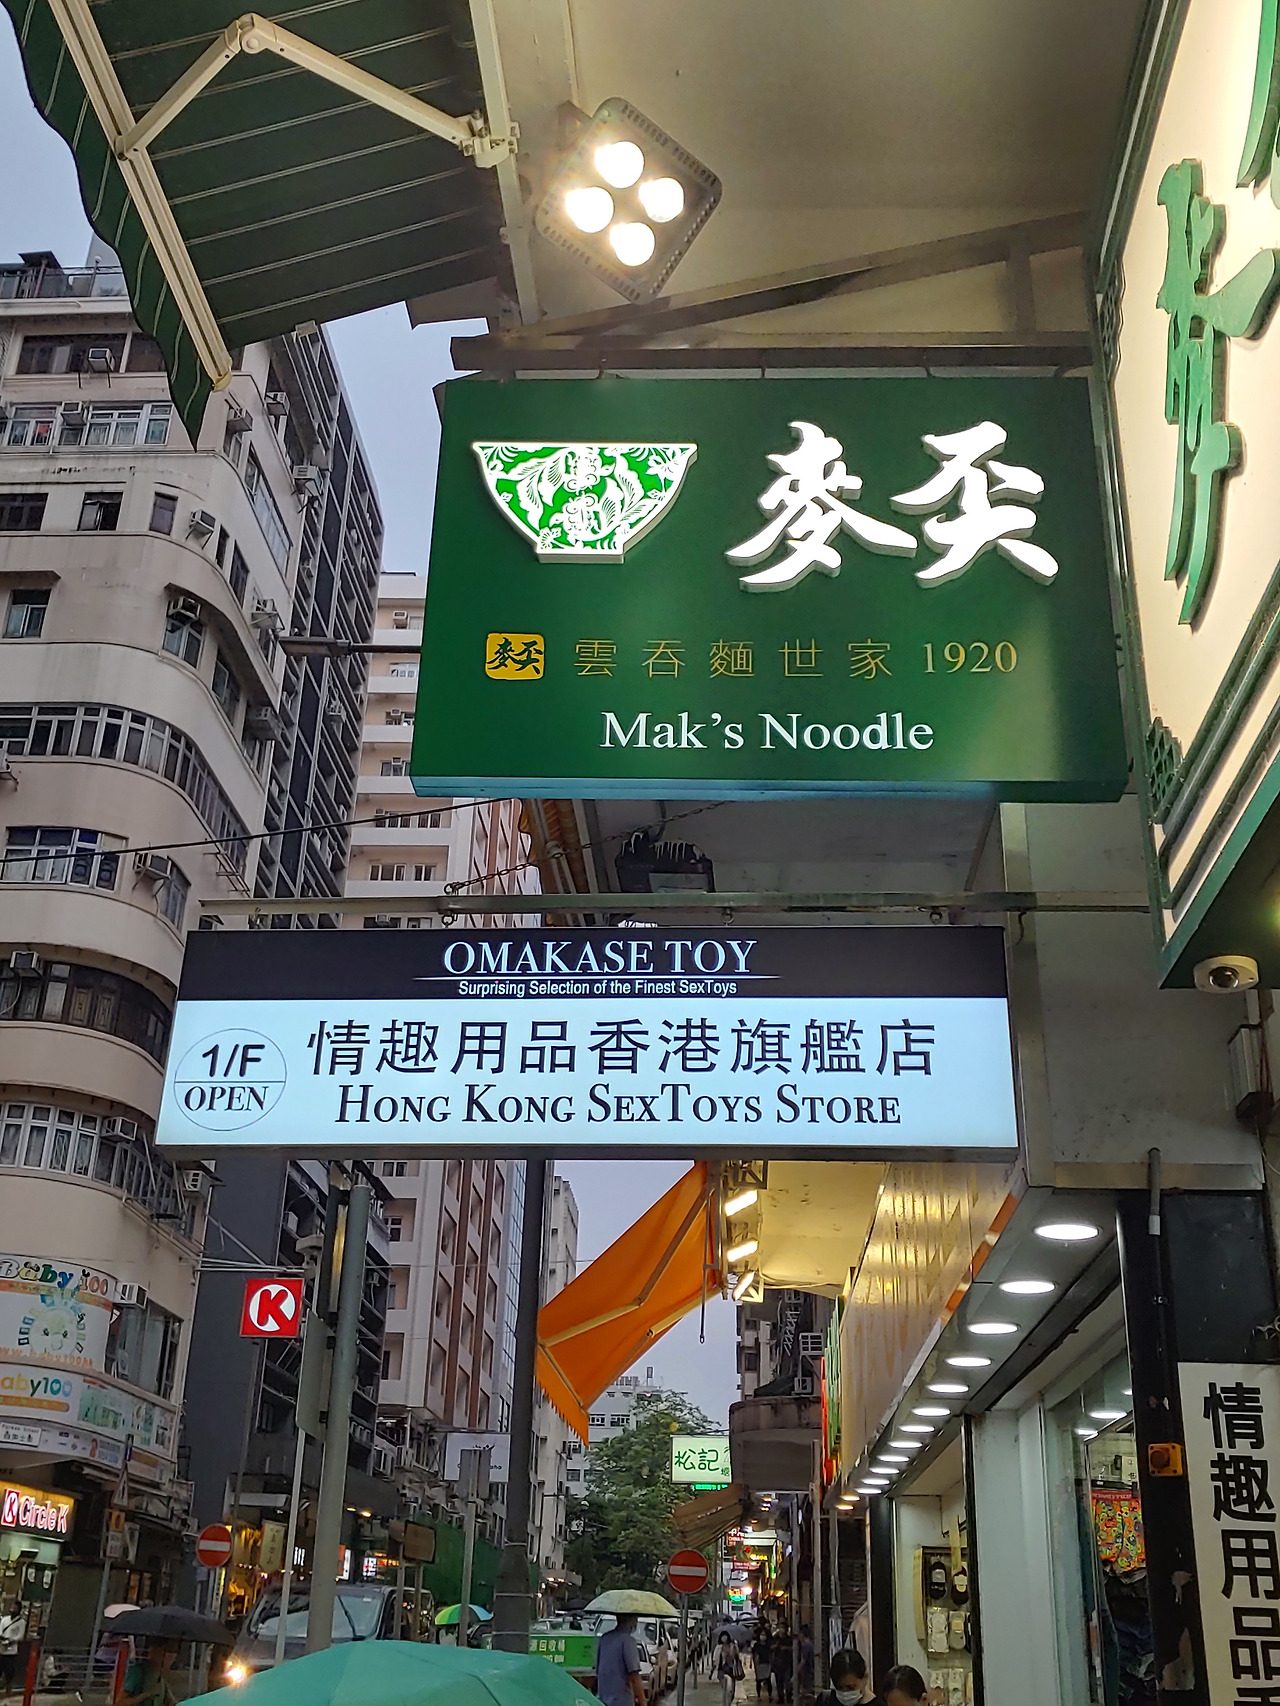 麥奀
麥奀 雲吞麵世家 1920
Mak's Noodle
OMAKASE TOY
Surprising Selection of the Finest SexToys
1/F
OPEN
情趣用品香港旗艦店
HONG KONG SEXTOYS STORE
Baby100
K
aby100
Circle K
松記
情趣用品